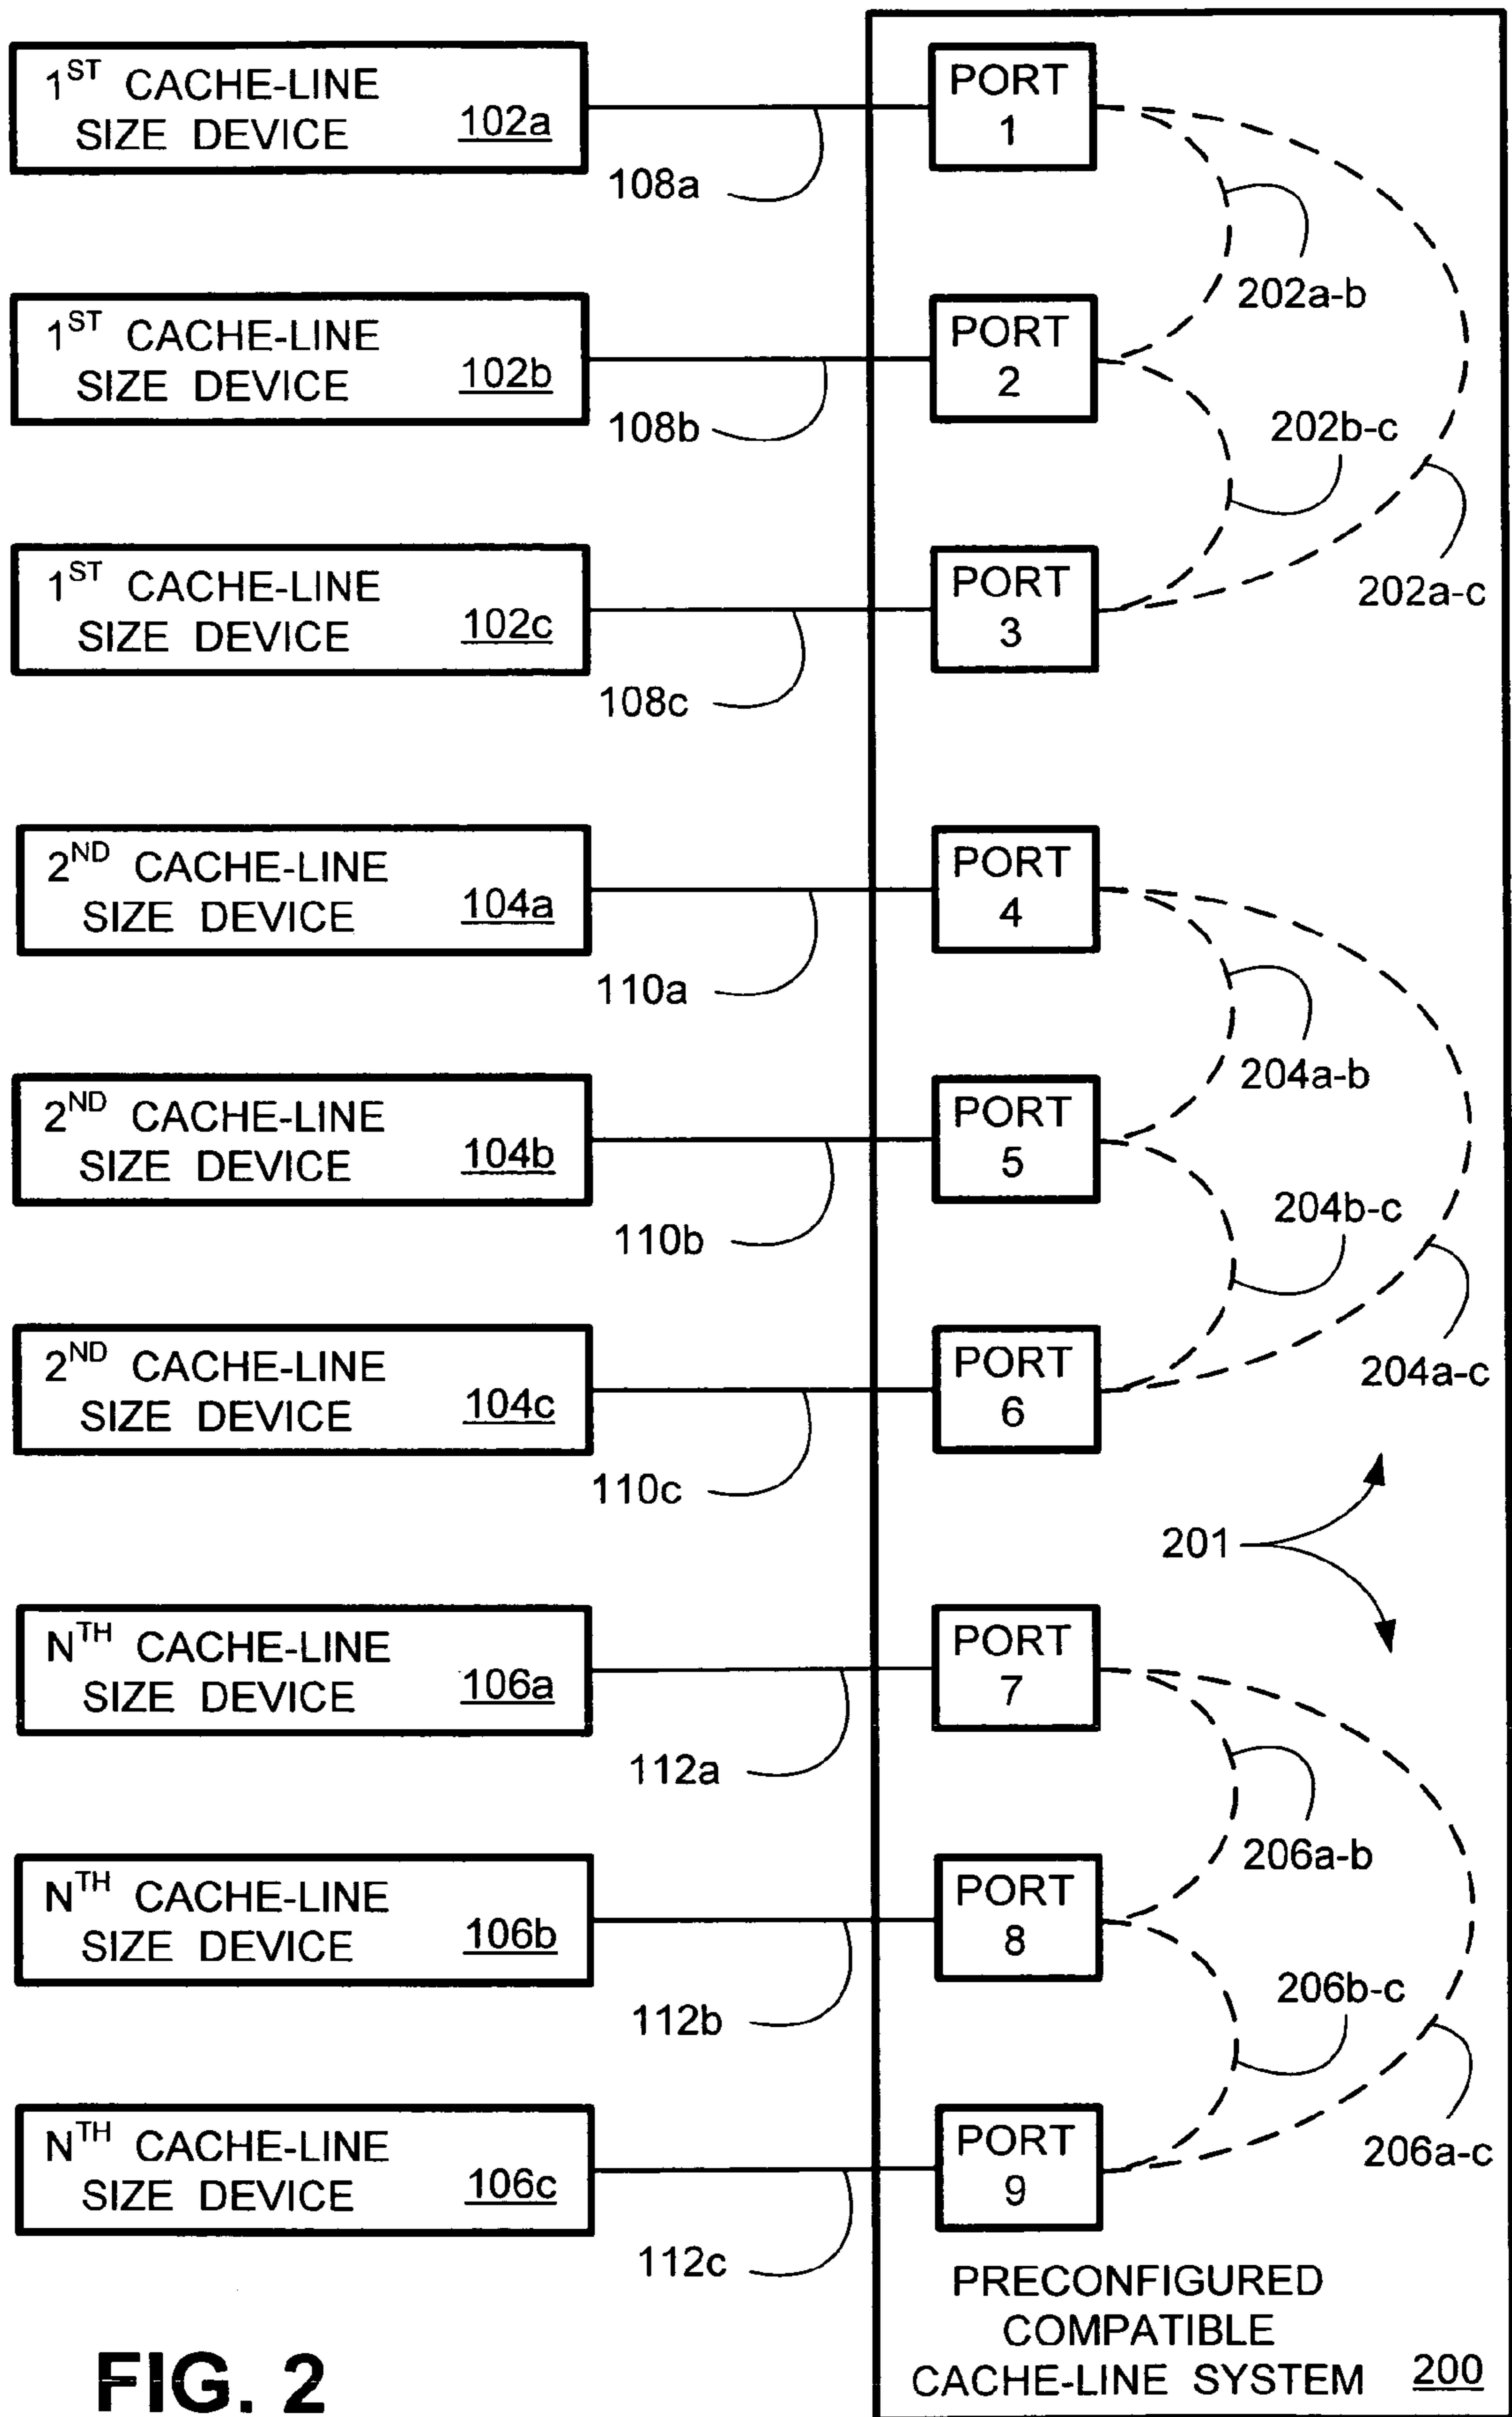 1ST CACHE-LINE
SIZE DEVICE 102a
108a
PORT
1
202a-b
1ST CACHE-LINE
SIZE DEVICE 102b
108b
PORT
2
202b-c
1ST CACHE-LINE
SIZE DEVICE 102c
108c
PORT
3
202a-c
2ND CACHE-LINE
SIZE DEVICE 104a
110a
PORT
4
204a-b
2ND CACHE-LINE
SIZE DEVICE 104b
110b
PORT
5
204b-c
2ND CACHE-LINE
SIZE DEVICE 104c
110c
PORT
6
204a-c
201
NTH CACHE-LINE
SIZE DEVICE 106a
112a
PORT
7
206a-b
NTH CACHE-LINE
SIZE DEVICE 106b
112b
PORT
8
206b-c
NTH CACHE-LINE
SIZE DEVICE 106c
112c
PORT
9
206a-c
PRECONFIGURED
COMPATIBLE
CACHE-LINE SYSTEM 200
FIG. 2